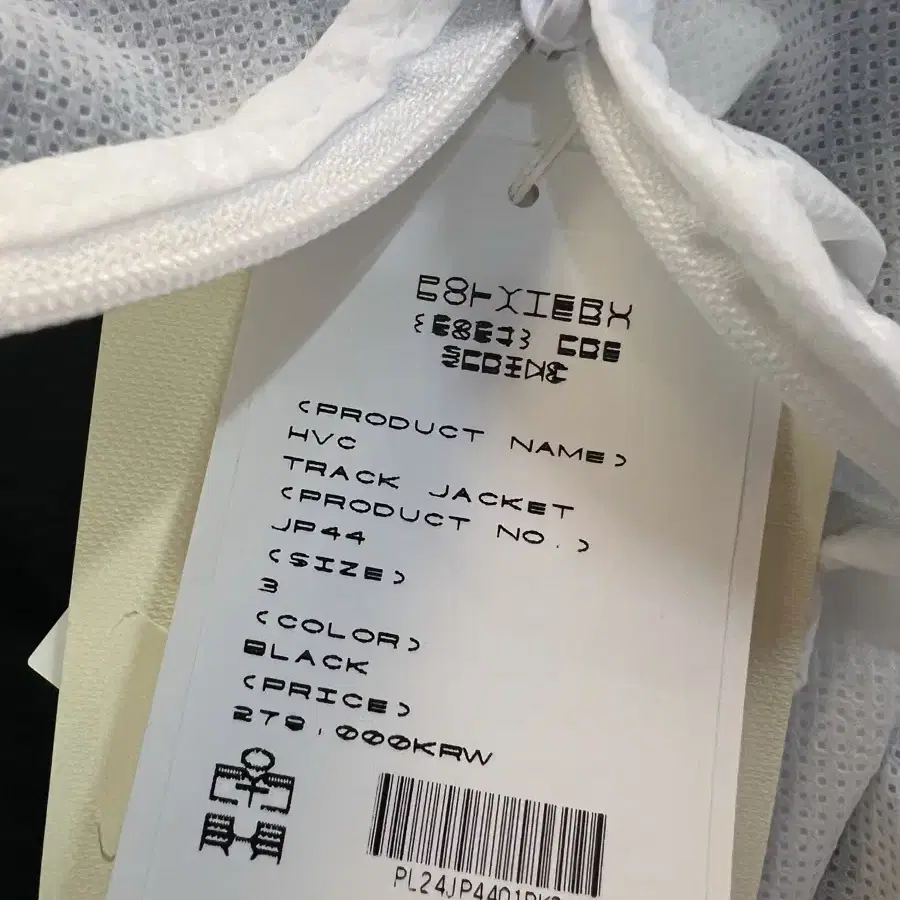 <PRODUCT NAME>
HVC
TRACK JACKET
<PRODUCT NO.>
JP44
<SIZE>
3
<COLOR>
BLACK
<PRICE>
279,000KRW